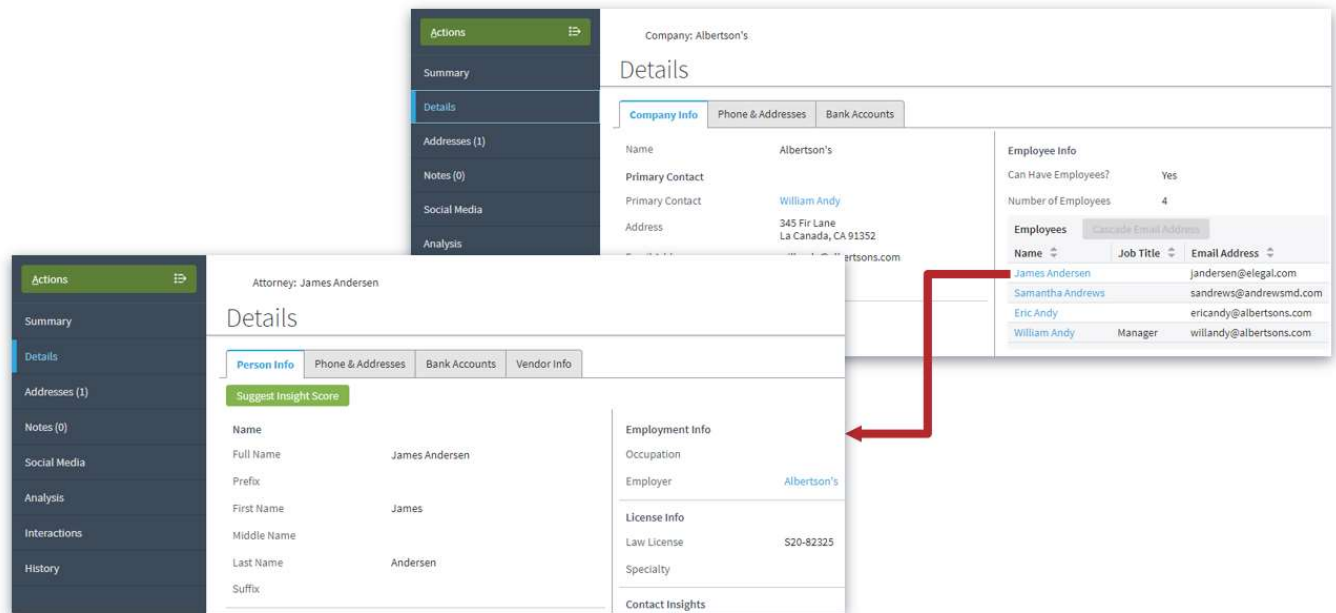 Actions
Summary
Details
Addresses (1)
Notes (0)
Social Media
Analysis
Company: Albertson's
Details
Company Info Phone & Addresses Bank Accounts
Name Albertson's
Primary Contact
Primary Contact William Andy
Address 345 Fir Lane
La Canada, CA 91352
Employee Info
Can Have Employees? Yes
Number of Employees 4
Employees Cascade Email Address
Name Job Title Email Address
James Andersen jandersen@elegal.com
Samantha Andrews sandrews@andrewsmd.com
Eric Andy ericandy@albertsons.com
William Andy Manager willandy@albertsons.com
Actions
Summary
Details
Addresses (1)
Notes (0)
Social Media
Analysis
Interactions
History
Attorney: James Andersen
Details
Person Info Phone & Addresses Bank Accounts Vendor Info
Suggest Insight Score
Name
Full Name James Andersen
Prefix
First Name James
Middle Name
Last Name Andersen
Suffix
Employment Info
Occupation
Employer Albertson's
License Info
Law License S20-82325
Specialty
Contact Insights